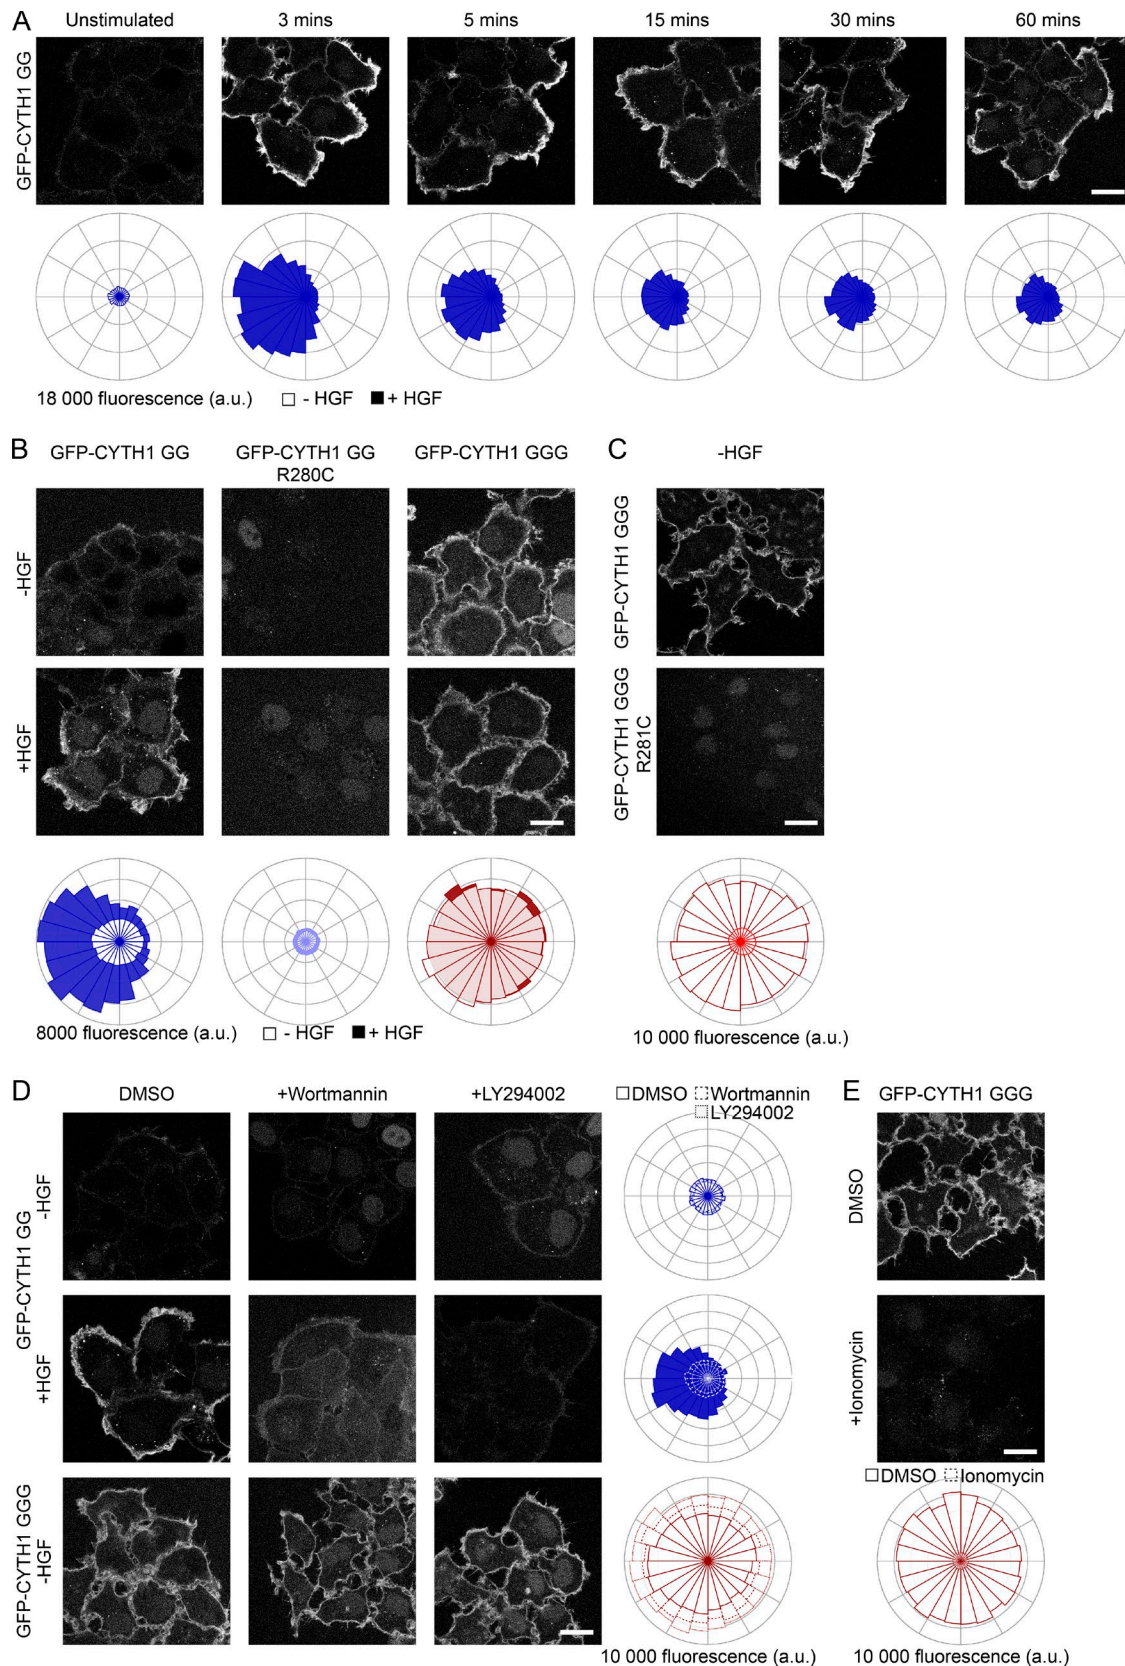 A
Unstimulated 3 mins 5 mins 15 mins 30 mins 60 mins
GFP-CYTH1 GG
18 000 fluorescence (a.u.) - HGF + HGF
B
GFP-CYTH1 GG GFP-CYTH1 GG R280C GFP-CYTH1 GGG
-HGF
+HGF
8000 fluorescence (a.u.) - HGF + HGF
C
-HGF
GFP-CYTH1 GGG
GFP-CYTH1 GGG
R281C
10 000 fluorescence (a.u.)
D
DMSO +Wortmannin +LY294002
DMSO Wortmannin
LY294002
GFP-CYTH1 GG
-HGF
+HGF
GFP-CYTH1 GGG
-HGF
10 000 fluorescence (a.u.)
E
GFP-CYTH1 GGG
DMSO
+Ionomycin
DMSO Ionomycin
10 000 fluorescence (a.u.)